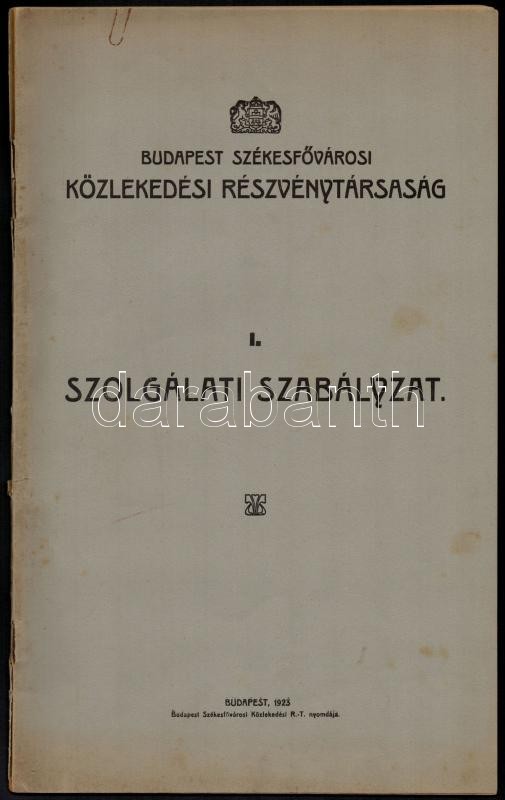 BUDAPEST SZÉKESFŐVÁROSI
KÖZLEKEDÉSI RÉSZVÉNYTÁRSASÁG
I.
SZOLGÁLATI SZABÁLYZAT.
darabanth
BUDAPEST, 1923
Budapest Székesfővárosi Közlekedési R.-T. nyomdája.